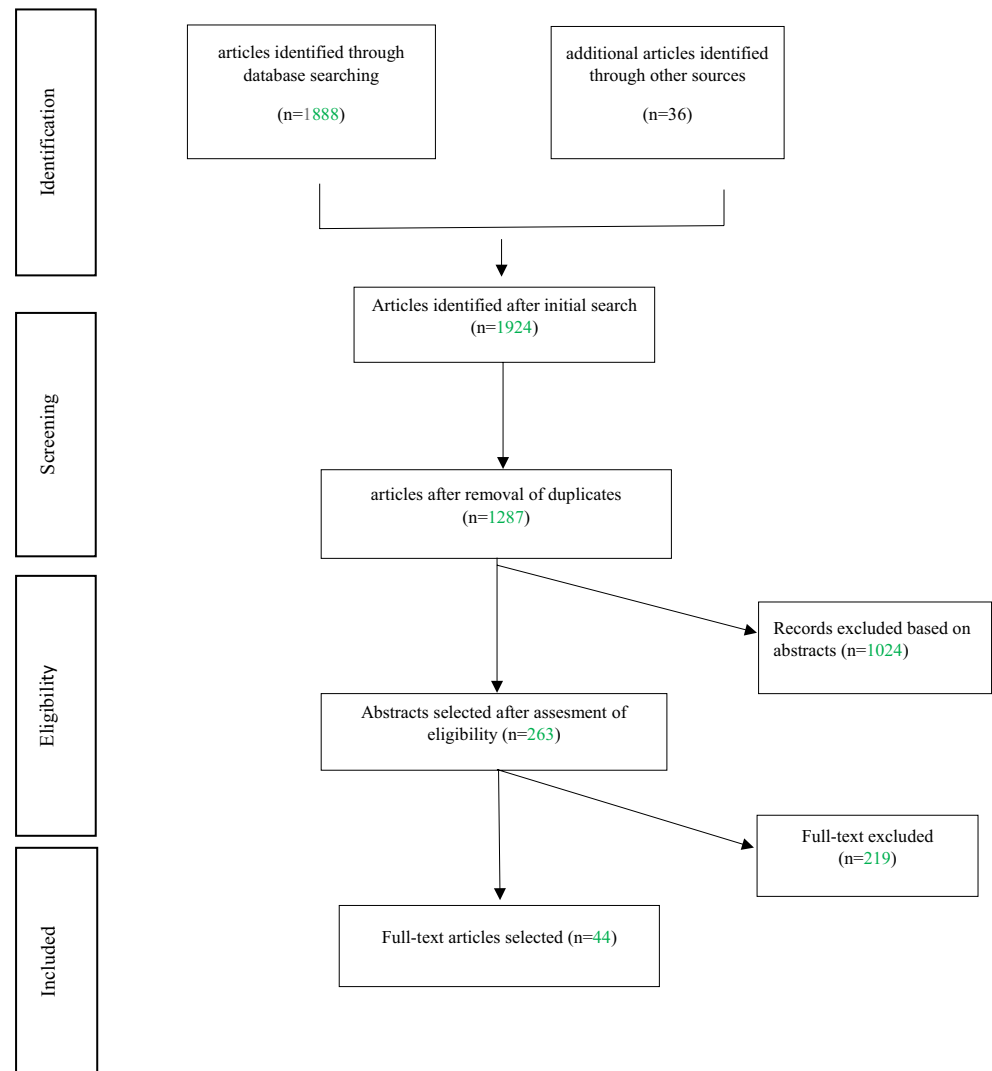 Identification
articles identified through
database searching
(n=1888)
additional articles identified
through other sources
(n=36)
Articles identified after initial search
(n=1924)
Screening
articles after removal of duplicates
(n=1287)
Records excluded based on
abstracts (n=1024)
Eligibility
Abstracts selected after assesment of
eligibility (n=263)
Full-text excluded
(n=219)
Included
Full-text articles selected (n=44)